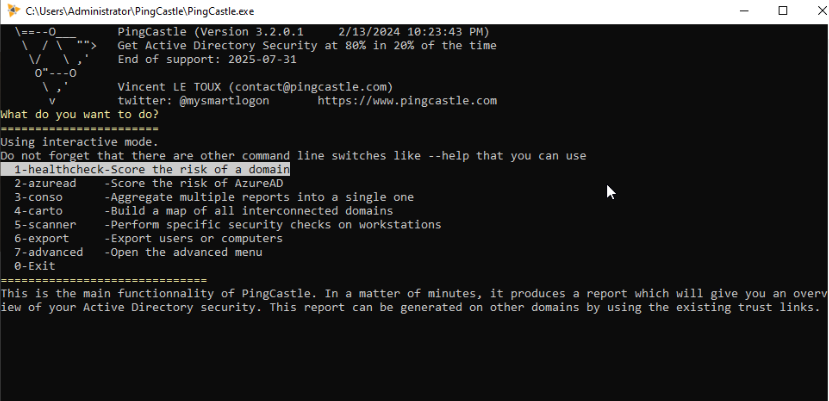 C:\Users\Administrator\PingCastle\PingCastle.exe
\==--O___ PingCastle (Version 3.2.0.1 2/13/2024 10:23:43 PM)
\ / \ ""> Get Active Directory Security at 80% in 20% of the time
\/ \ ,' End of support: 2025-07-31
O"---O
\ ,' Vincent LE TOUX (contact@pingcastle.com)
v twitter: @mysmartlogon https://www.pingcastle.com
What do you want to do?
=======================
Using interactive mode.
Do not forget that there are other command line switches like --help that you can use
1-healthcheck-Score the risk of a domain
2-azuread -Score the risk of AzureAD
3-conso -Aggregate multiple reports into a single one
4-carto -Build a map of all interconnected domains
5-scanner -Perform specific security checks on workstations
6-export -Export users or computers
7-advanced -Open the advanced menu
0-Exit
==============================
This is the main functionnality of PingCastle. In a matter of minutes, it produces a report which will give you an overv
iew of your Active Directory security. This report can be generated on other domains by using the existing trust links.